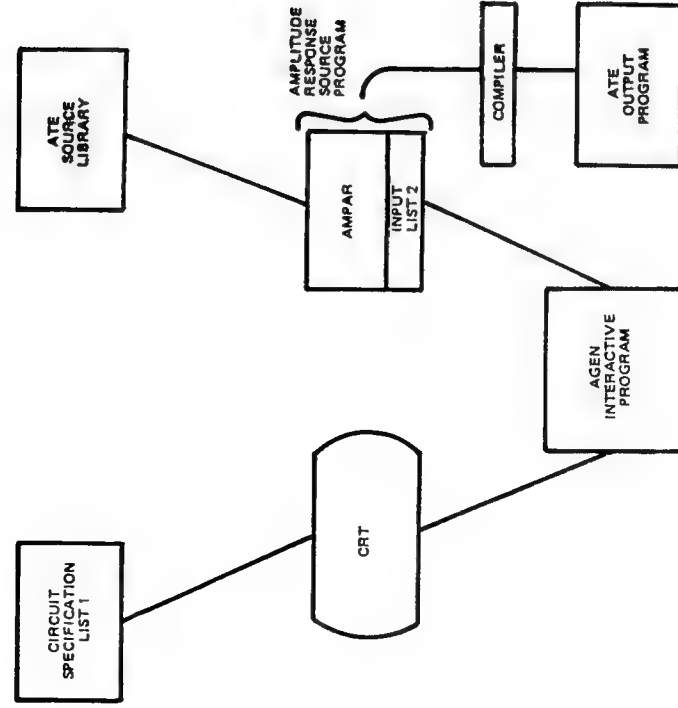 CIRCUIT
SPECIFICATION
LIST 1
ATE
SOURCE
LIBRARY
CRT
AMPAR
INPUT
LIST 2
AMPLITUDE
RESPONSE
SOURCE
PROGRAM
COMPILER
AGEN
INTERACTIVE
PROGRAM
ATE
OUTPUT
PROGRAM